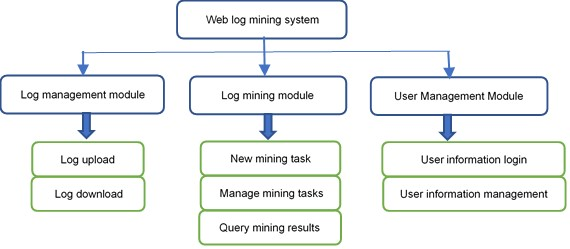 Web log mining system
Log management module
Log mining module
User Management Module
Log upload
New mining task
User information login
Log download
Manage mining tasks
User information management
Query mining results